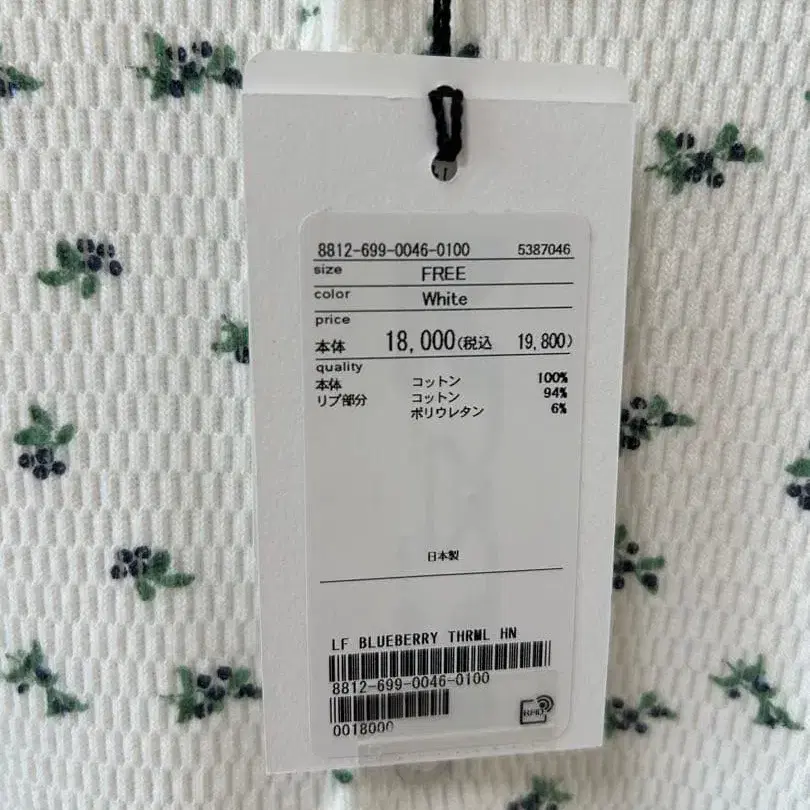 8812-699-0046-0100 5387046
size FREE
color White
price
本体 18,000(税込 19,800)
quality
本体 コットン 100%
リブ部分 コットン 94%
ポリウレタン 6%
日本製
LF BLUEBERRY THRML HN
8812-699-0046-0100
0018000
RFID